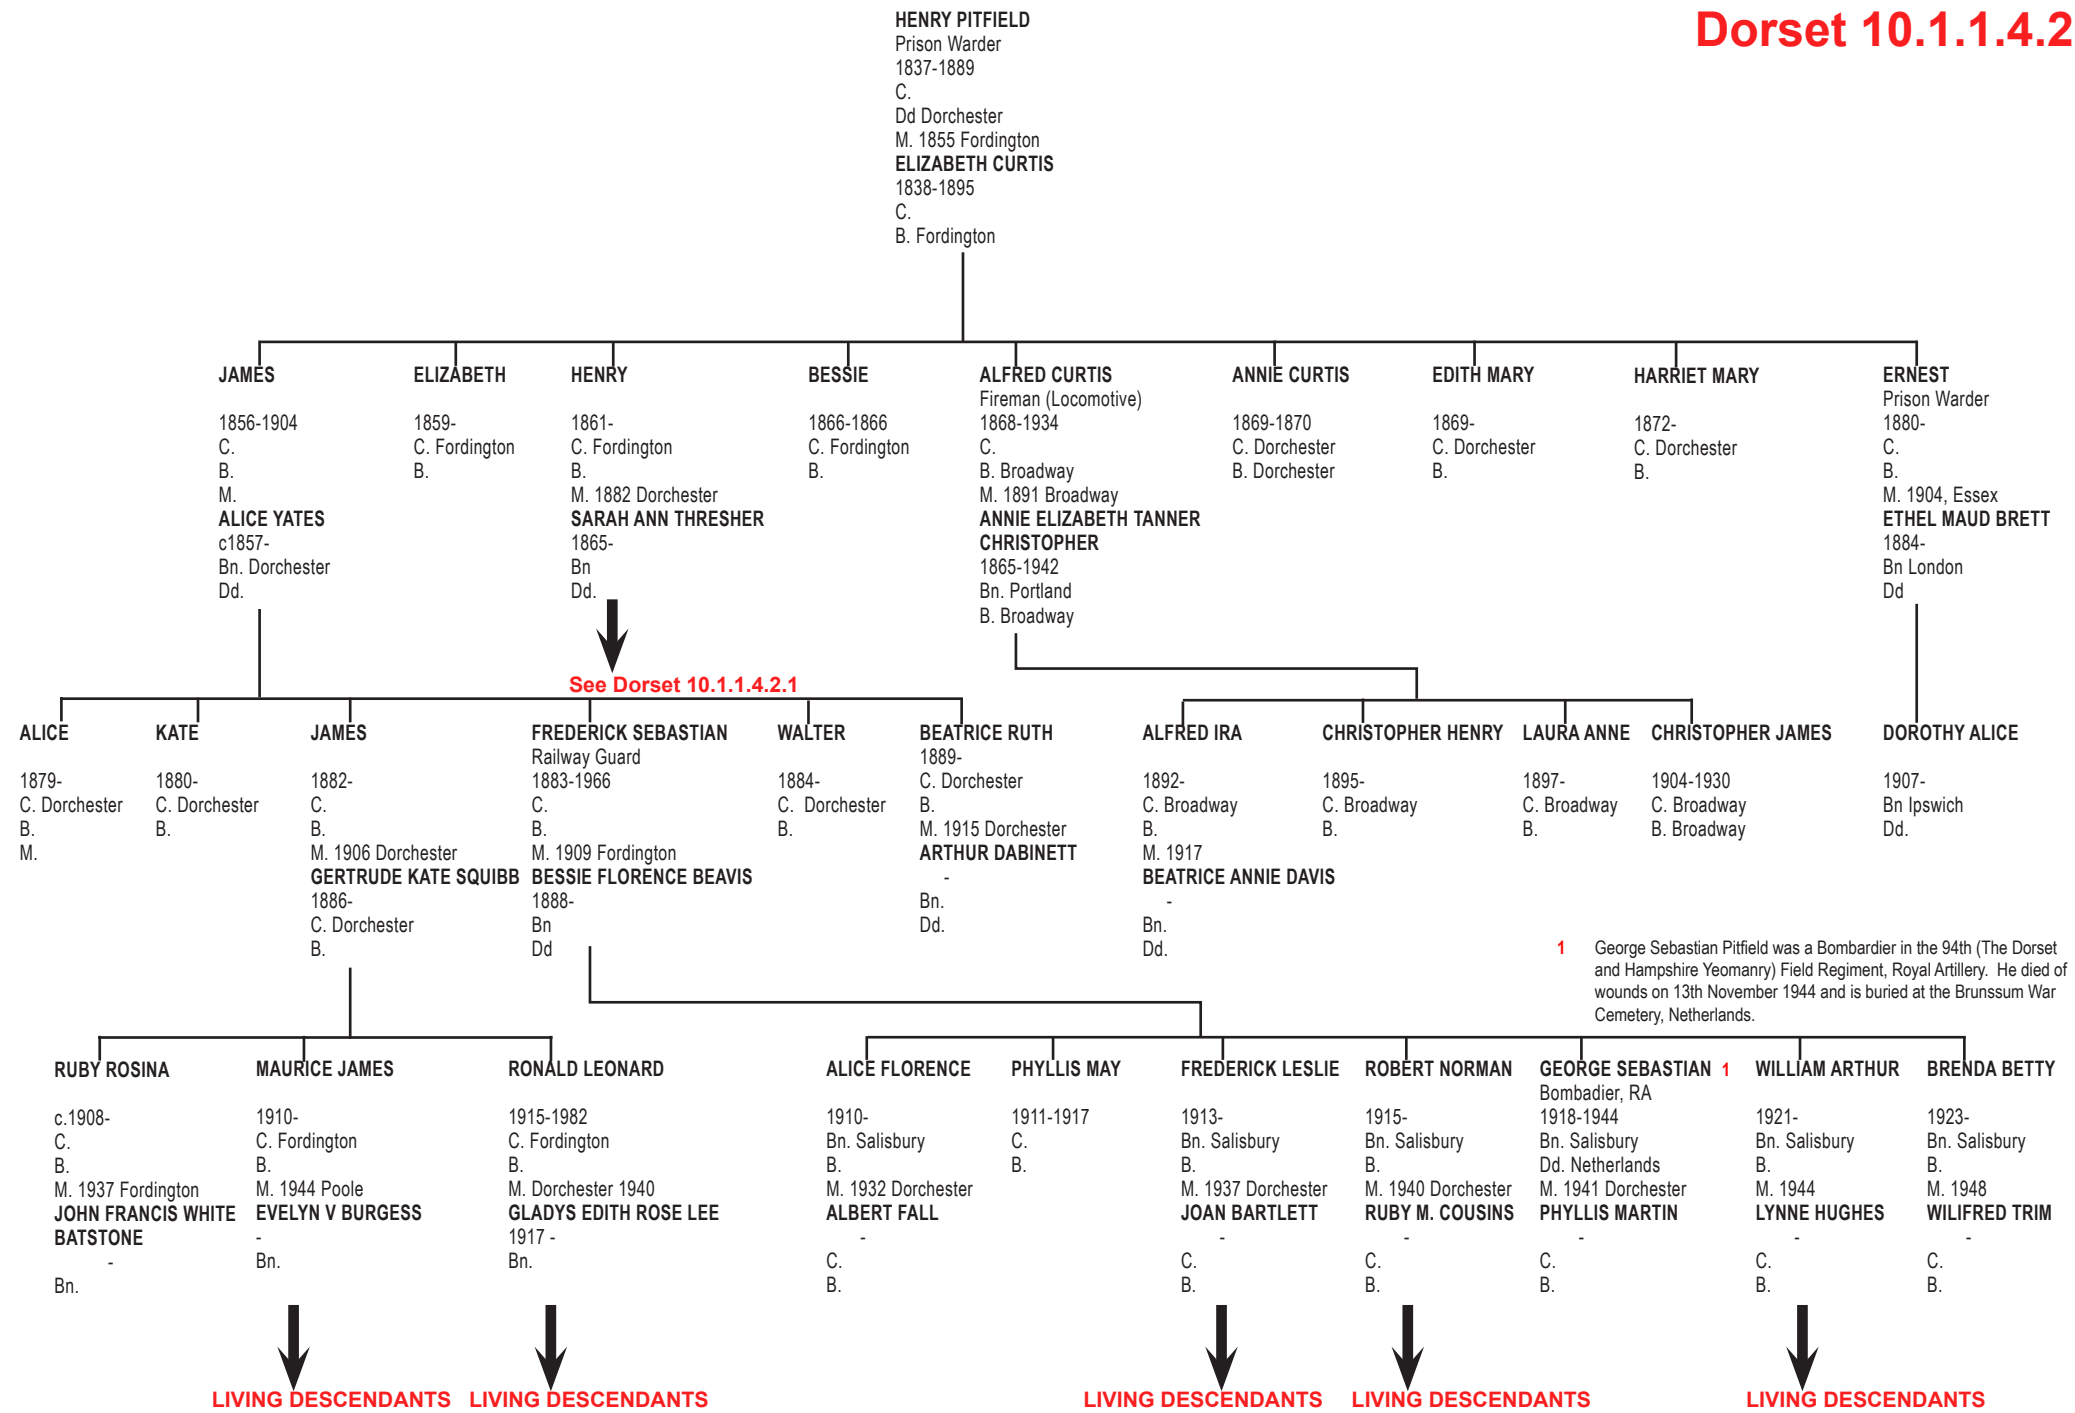 Dorset 10.1.1.4.2
HENRY PITFIELD
Prison Warder
1837-1889
C.
Dd Dorchester
M. 1855 Fordington
ELIZABETH CURTIS
1838-1895
C.
B. Fordington
JAMES
1856-1904
C.
B.
M.
ALICE YATES
c1857-
Bn. Dorchester
Dd.
ELIZABETH
1859-
C. Fordington
B.
HENRY
1861-
C. Fordington
B.
M. 1882 Dorchester
SARAH ANN THRESHER
1865-
Bn
Dd.
See Dorset 10.1.1.4.2.1
BESSIE
1866-1866
C. Fordington
B.
ALFRED CURTIS
Fireman (Locomotive)
1868-1934
C.
B. Broadway
M. 1891 Broadway
ANNIE ELIZABETH TANNER
CHRISTOPHER
1865-1942
Bn. Portland
B. Broadway
ANNIE CURTIS
1869-1870
C. Dorchester
B. Dorchester
EDITH MARY
1869-
C. Dorchester
B.
HARRIET MARY
1872-
C. Dorchester
B.
ERNEST
Prison Warder
1880-
C.
B.
M. 1904, Essex
ETHEL MAUD BRETT
1884-
Bn London
Dd
ALICE
1879-
C. Dorchester
B.
M.
KATE
1880-
C. Dorchester
B.
JAMES
1882-
C.
B.
M. 1906 Dorchester
GERTRUDE KATE SQUIBB
1886-
C. Dorchester
B.
FREDERICK SEBASTIAN
Railway Guard
1883-1966
C.
B.
M. 1909 Fordington
BESSIE FLORENCE BEAVIS
1888-
Bn
Dd
WALTER
1884-
C. Dorchester
B.
BEATRICE RUTH
1889-
C. Dorchester
B.
M. 1915 Dorchester
ARTHUR DABINETT
-
Bn.
Dd.
ALFRED IRA
1892-
C. Broadway
B.
M. 1917
BEATRICE ANNIE DAVIS
-
Bn.
Dd.
CHRISTOPHER HENRY
1895-
C. Broadway
B.
LAURA ANNE
1897-
C. Broadway
B.
CHRISTOPHER JAMES
1904-1930
C. Broadway
B. Broadway
DOROTHY ALICE
1907-
Bn Ipswich
Dd.
1 George Sebastian Pitfield was a Bombardier in the 94th (The Dorset
and Hampshire Yeomanry) Field Regiment, Royal Artillery. He died of
wounds on 13th November 1944 and is buried at the Brunssum War
Cemetery, Netherlands.
RUBY ROSINA
c.1908-
C.
B.
M. 1937 Fordington
JOHN FRANCIS WHITE
BATSTONE
-
Bn.
MAURICE JAMES
1910-
C. Fordington
B.
M. 1944 Poole
EVELYN V BURGESS
-
Bn.
LIVING DESCENDANTS
RONALD LEONARD
1915-1982
C. Fordington
B.
M. Dorchester 1940
GLADYS EDITH ROSE LEE
1917 -
Bn.
LIVING DESCENDANTS
ALICE FLORENCE
1910-
Bn. Salisbury
B.
M. 1932 Dorchester
ALBERT FALL
-
C.
B.
PHYLLIS MAY
1911-1917
C.
B.
FREDERICK LESLIE
1913-
Bn. Salisbury
B.
M. 1937 Dorchester
JOAN BARTLETT
-
C.
B.
LIVING DESCENDANTS
ROBERT NORMAN
1915-
Bn. Salisbury
B.
M. 1940 Dorchester
RUBY M. COUSINS
-
C.
B.
LIVING DESCENDANTS
GEORGE SEBASTIAN 1
Bombadier, RA
1918-1944
Bn. Salisbury
Dd. Netherlands
M. 1941 Dorchester
PHYLLIS MARTIN
-
C.
B.
WILLIAM ARTHUR
1921-
Bn. Salisbury
B.
M. 1944
LYNNE HUGHES
-
C.
B.
LIVING DESCENDANTS
BRENDA BETTY
1923-
Bn. Salisbury
B.
M. 1948
WILIFRED TRIM
-
C.
B.